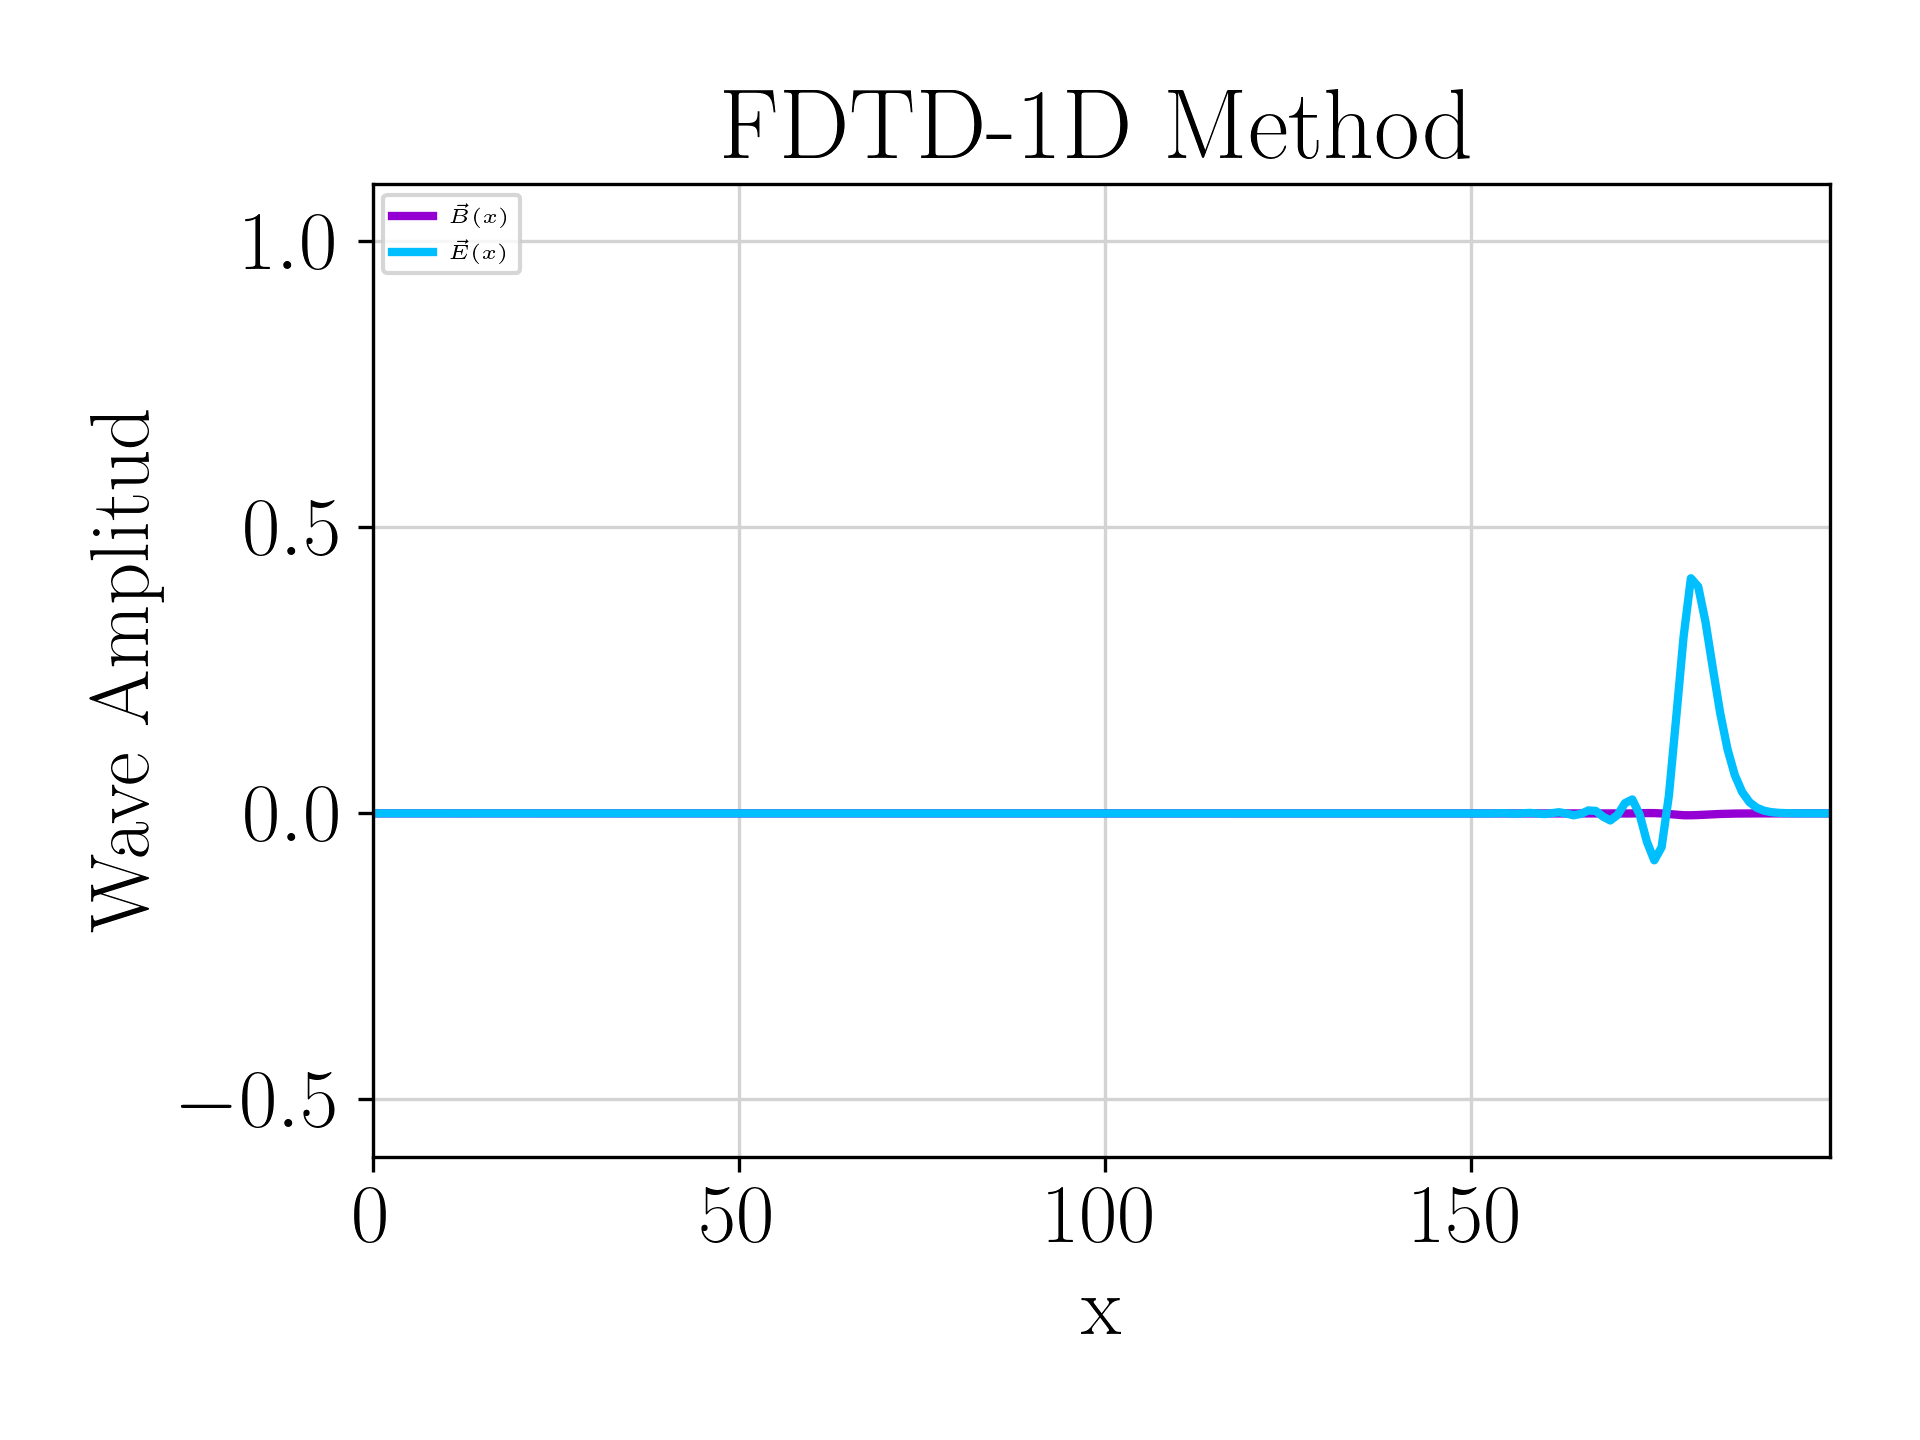 FDTD-1D Method
$\vec{B}(x)$
$\vec{E}(x)$
1.0
0.5
0.0
−0.5
Wave Amplitud
0 50 100 150
x